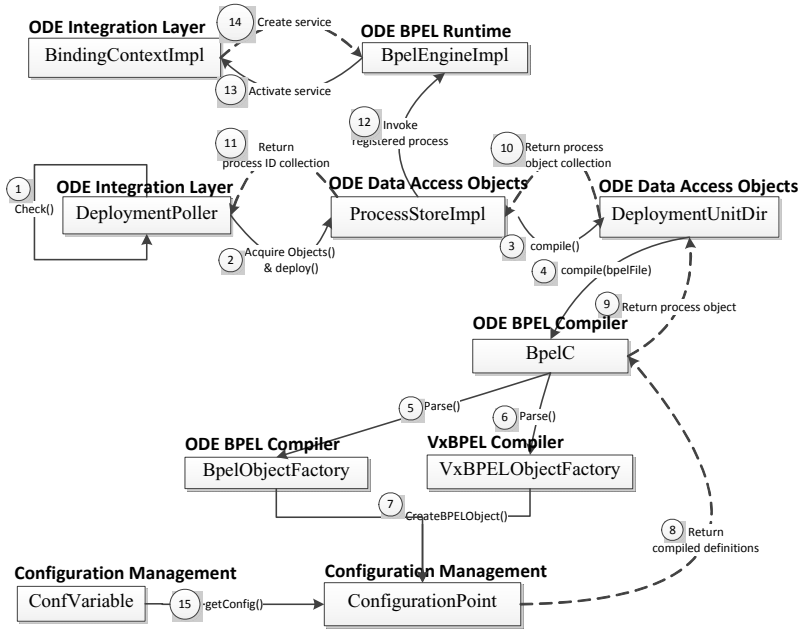 14
Create service
ODE Integration Layer
ODE BPEL Runtime
BindingContextImpl
BpelEngineImpl
13
Activate service
12
Invoke
registered process
11
Return
process ID collection
10
Return process
object collection
1
Check()
ODE Integration Layer
DeploymentPoller
ODE Data Access Objects
ProcessStoreImpl
ODE Data Access Objects
DeploymentUnitDir
2
Acquire Objects()
& deploy()
3
compile()
4
compile(bpelFile)
9
Return process object
ODE BPEL Compiler
BpelC
5
Parse()
6
Parse()
ODE BPEL Compiler
BpelObjectFactory
VxBPEL Compiler
VxBPELObjectFactory
7
CreateBPELObject()
8
Return
compiled definitions
Configuration Management
ConfVariable
15
getConfig()
Configuration Management
ConfigurationPoint